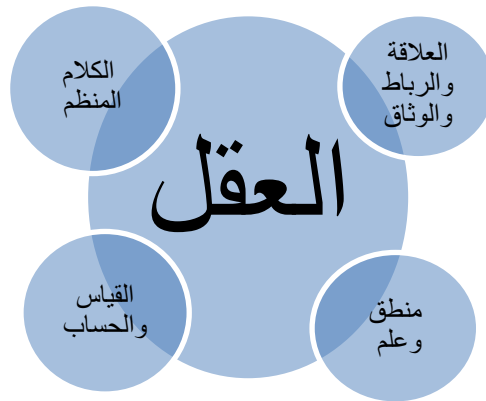 العلاقة
والرباط
والوثاق
الكلام
المنظم
العقل
منطق
وعلم
القياس
والحساب